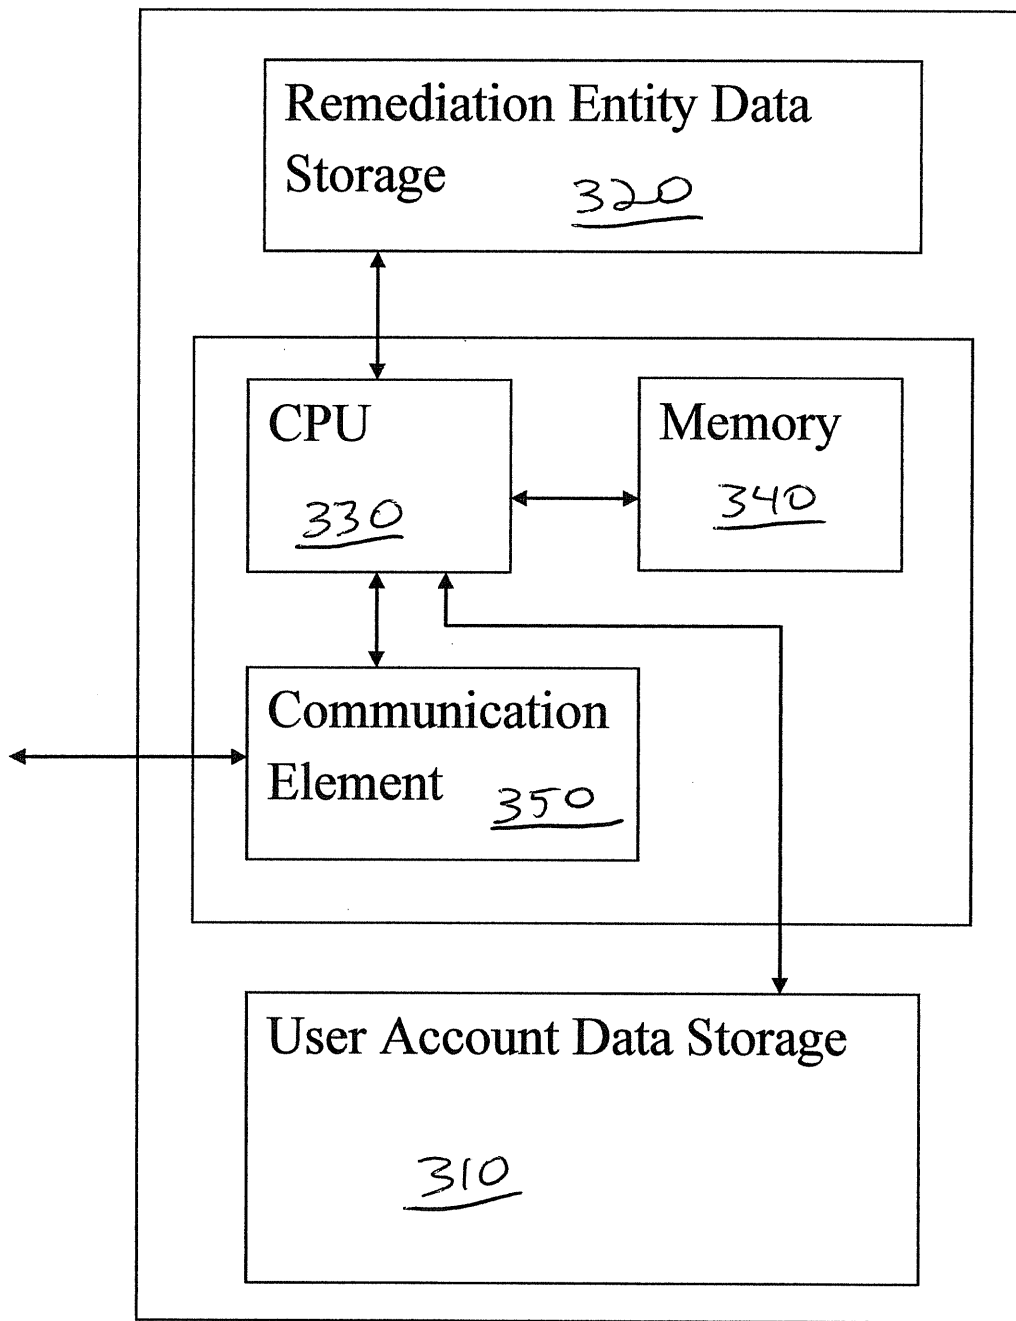 Remediation Entity Data
Storage 320
CPU
330
Memory
340
Communication
Element 350
User Account Data Storage
310